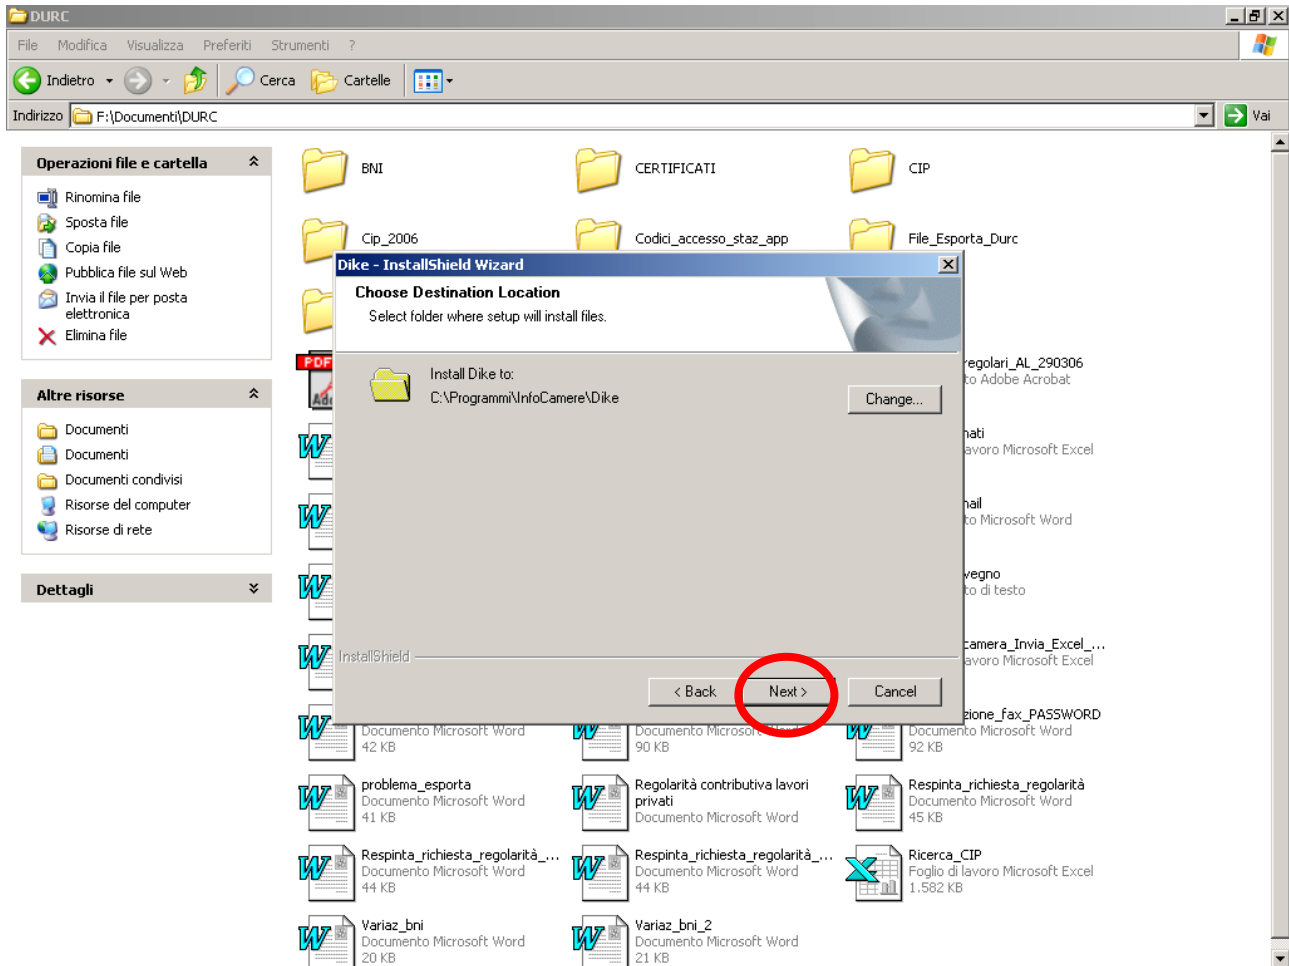 DURC
File Modifica Visualizza Preferiti Strumenti ?
Indietro Cerca Cartelle
Indirizzo F:\Documenti\DURC Vai
Operazioni file e cartella
Rinomina file
Sposta file
Copia file
Pubblica file sul Web
Invia il file per posta
elettronica
Elimina file
Altre risorse
Documenti
Documenti
Documenti condivisi
Risorse del computer
Risorse di rete
Dettagli
BNI CERTIFICATI CIP
Cip_2006 Codici_accesso_staz_app File_Esporta_Durc
Dike - InstallShield Wizard
Choose Destination Location
Select folder where setup will install files.
Install Dike to:
C:\Programmi\InfoCamere\Dike
Change...
InstallShield
< Back Next > Cancel
PDF
regolari_AL_290306
to Adobe Acrobat
nati
avoro Microsoft Excel
nail
to Microsoft Word
vegno
to di testo
camera_Invia_Excel_...
avoro Microsoft Excel
zione_fax_PASSWORD
Documento Microsoft Word Documento Microsoft Word Documento Microsoft Word
42 KB 90 KB 92 KB
problema_esporta
Documento Microsoft Word
41 KB
Regolarità contributiva lavori
privati
Documento Microsoft Word
Respinta_richiesta_regolarità
Documento Microsoft Word
45 KB
Respinta_richiesta_regolarità_...
Documento Microsoft Word
44 KB
Respinta_richiesta_regolarità_...
Documento Microsoft Word
44 KB
Ricerca_CIP
Foglio di lavoro Microsoft Excel
1.582 KB
Variaz_bni
Documento Microsoft Word
20 KB
Variaz_bni_2
Documento Microsoft Word
21 KB